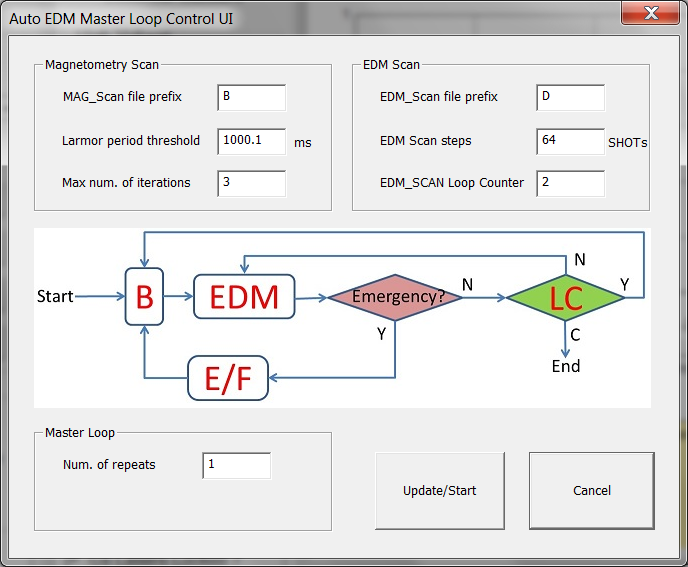 Auto EDM Master Loop Control UI
Magnetometry Scan
MAG_Scan file prefix
B
Larmor period threshold
1000.1
ms
Max num. of iterations
3
EDM Scan
EDM_Scan file prefix
D
EDM Scan steps
64
SHOTs
EDM_SCAN Loop Counter
2
Start
B
EDM
Emergency?
N
LC
N
Y
Y
C
End
E/F
Master Loop
Num. of repeats
1
Update/Start
Cancel